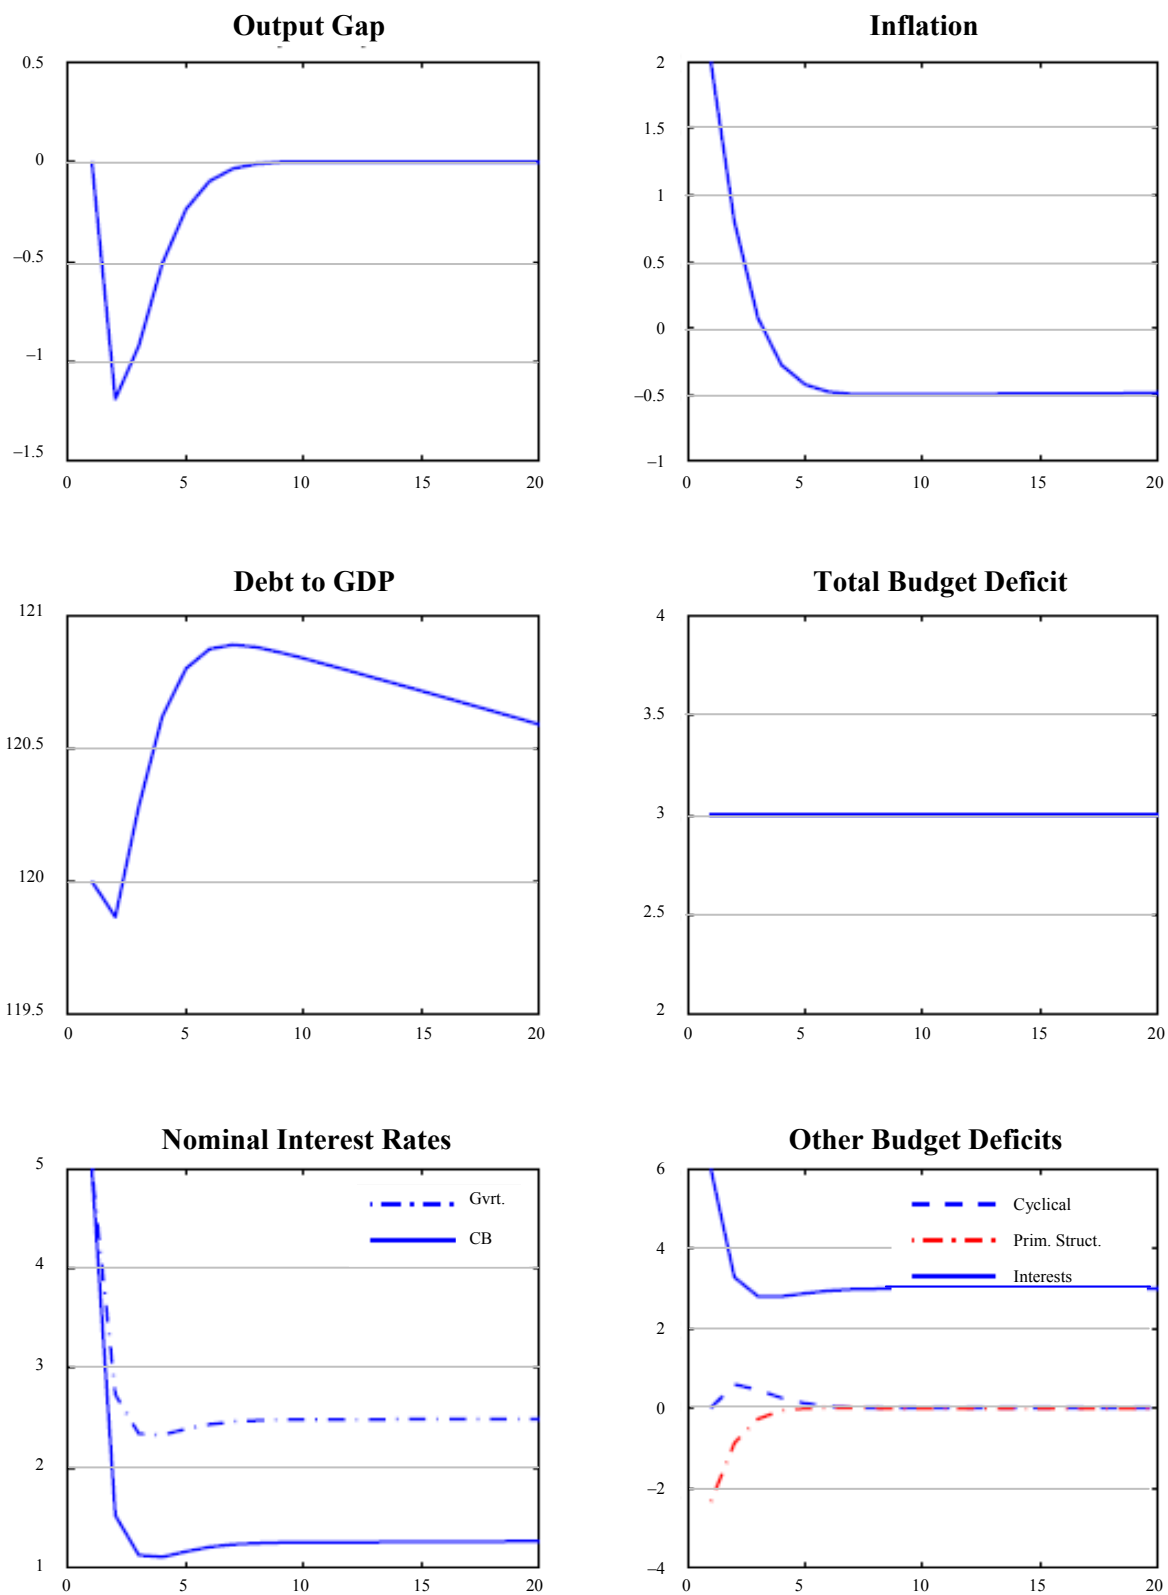 Output Gap
0.5
0
–0.5
–1
–1.5
0 5 10 15 20
Inflation
2
1.5
1
0.5
0
–0.5
–1
0 5 10 15 20
Debt to GDP
121
120.5
120
119.5
0 5 10 15 20
Total Budget Deficit
4
3.5
3
2.5
2
0 5 10 15 20
Nominal Interest Rates
5
4
3
2
1
Gvrt.
CB
0 5 10 15 20
Other Budget Deficits
6
4
2
0
–2
–4
Cyclical
Prim. Struct.
Interests
0 5 10 15 20